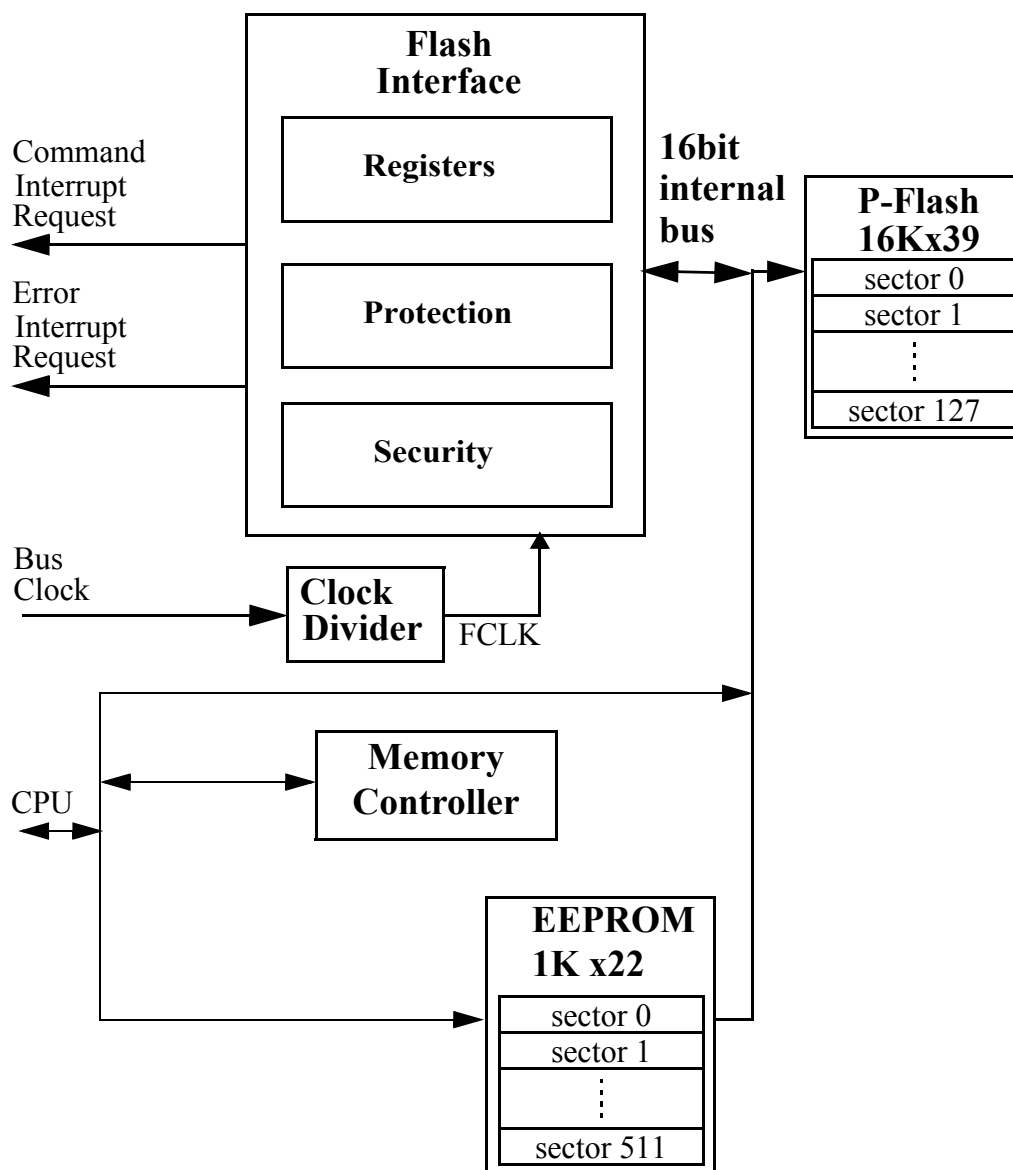 Flash
Interface
Registers
Protection
Security
Command
Interrupt
Request
Error
Interrupt
Request
16bit
internal
bus
P-Flash
16Kx39
sector 0
sector 1
sector 127
Bus
Clock
Clock
Divider
FCLK
Memory
Controller
CPU
EEPROM
1K x22
sector 0
sector 1
sector 511